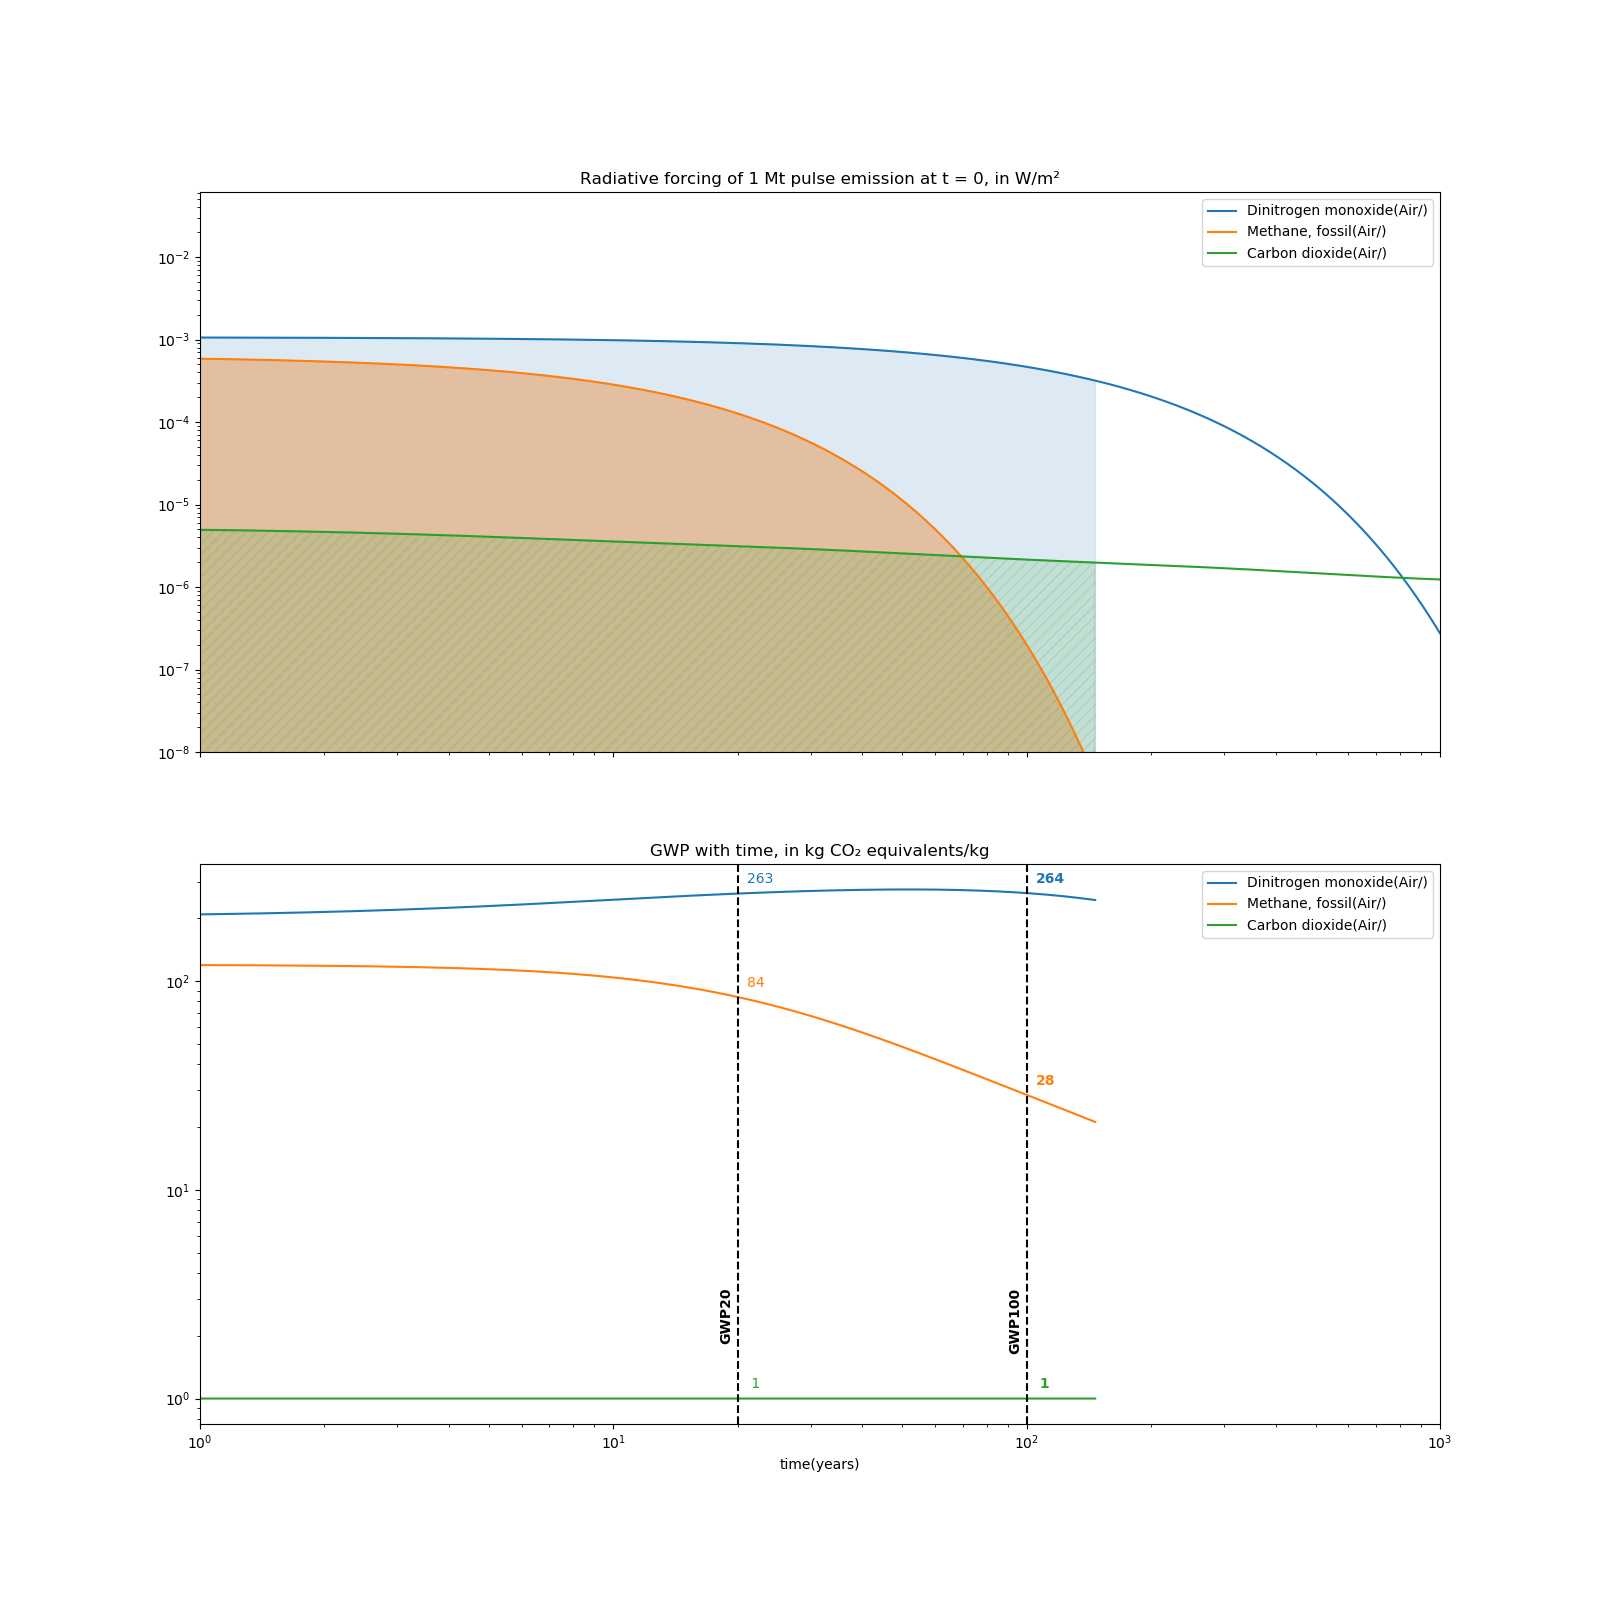 Radiative forcing of 1 Mt pulse emission at t = 0, in W/m²
Dinitrogen monoxide(Air/)
Methane, fossil(Air/)
Carbon dioxide(Air/)
10⁻²
10⁻³
10⁻⁴
10⁻⁵
10⁻⁶
10⁻⁷
10⁻⁸
GWP with time, in kg CO₂ equivalents/kg
263
264
Dinitrogen monoxide(Air/)
Methane, fossil(Air/)
Carbon dioxide(Air/)
10²
84
28
10¹
GWP20
GWP100
1
1
10⁰
10⁰
10¹
10²
10³
time(years)